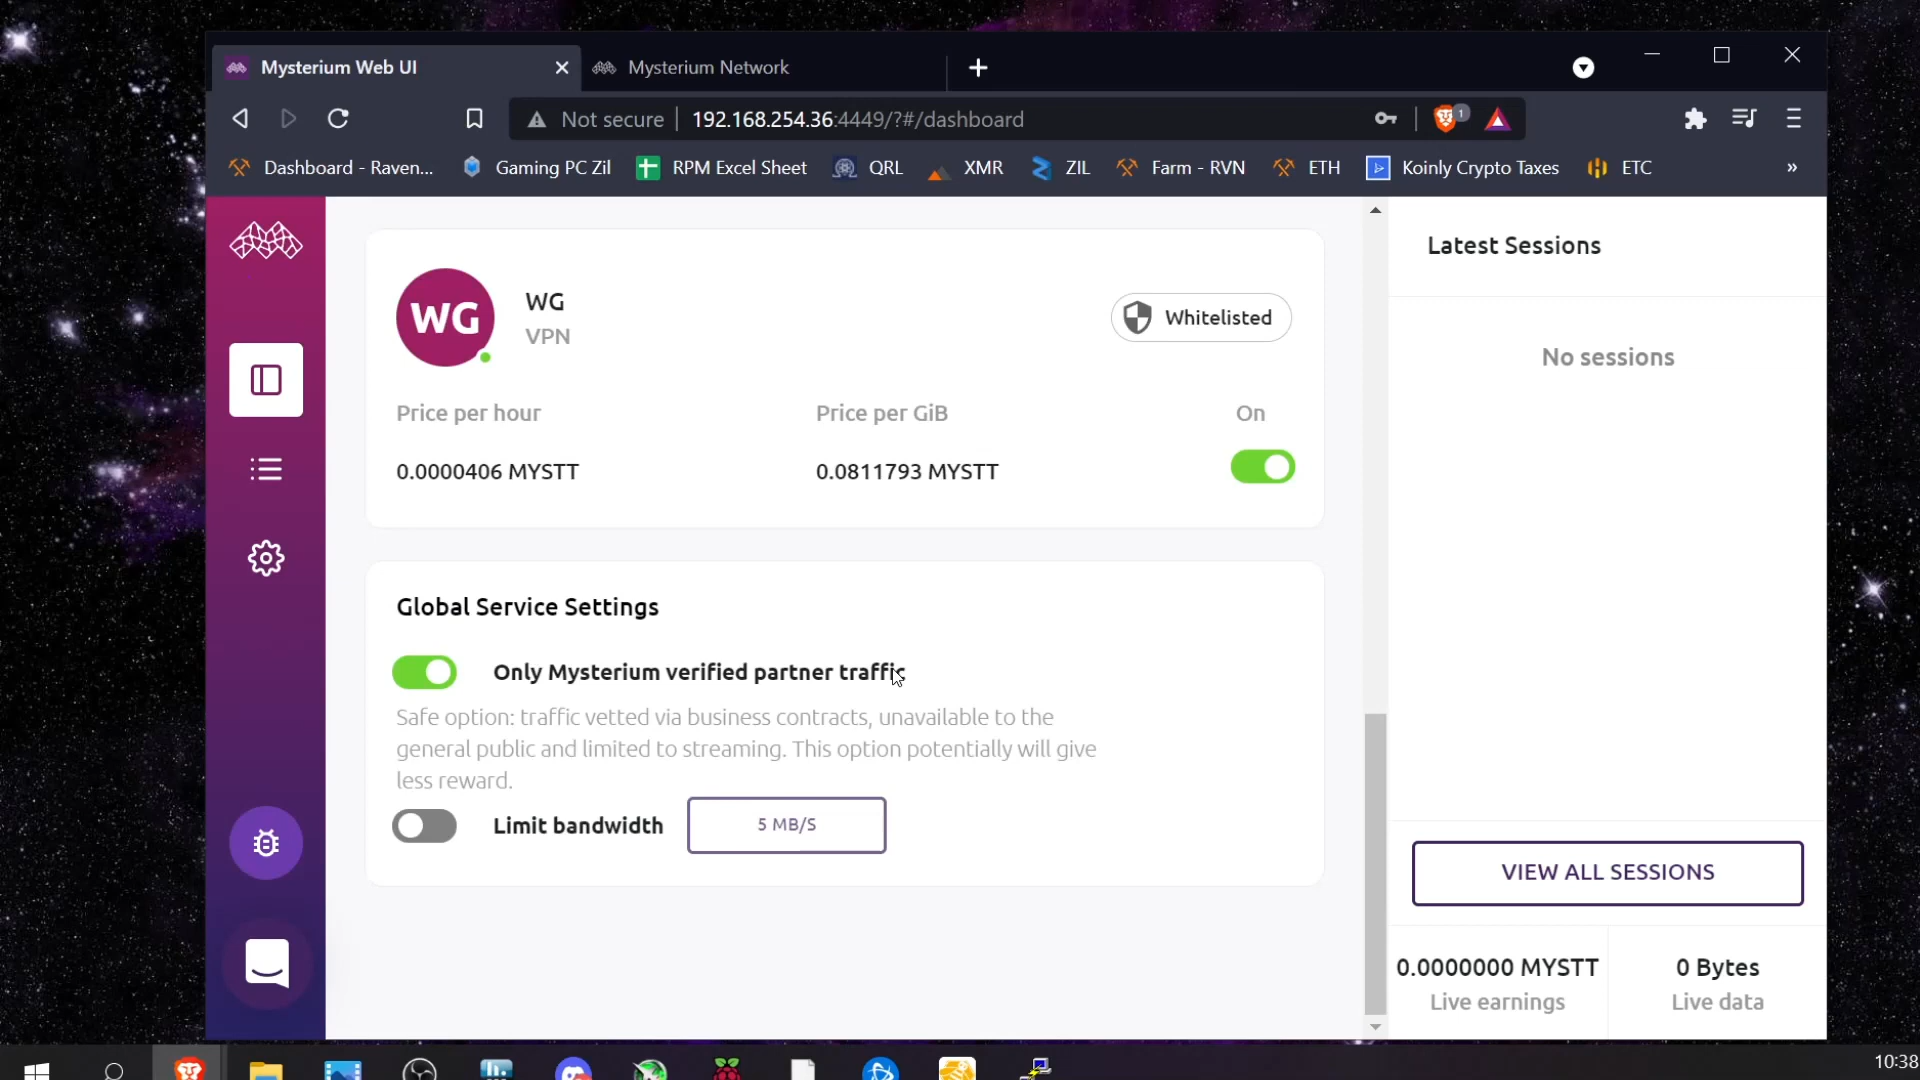 Mysterium Web UI
Mysterium Network
Not secure
192.168.254.36:4449/?#/dashboard
1
Dashboard - Raven...
Gaming PC Zil
RPM Excel Sheet
QRL
XMR
ZIL
Farm - RVN
ETH
Koinly Crypto Taxes
ETC
»
WG
WG
VPN
Whitelisted
Price per hour
Price per GiB
On
0.0000406 MYSTT
0.0811793 MYSTT
Global Service Settings
Only Mysterium verified partner traffic
Safe option: traffic vetted via business contracts, unavailable to the
general public and limited to streaming. This option potentially will give
less reward.
Limit bandwidth
5 MB/S
Latest Sessions
No sessions
VIEW ALL SESSIONS
0.0000000 MYSTT
Live earnings
0 Bytes
Live data
10:38